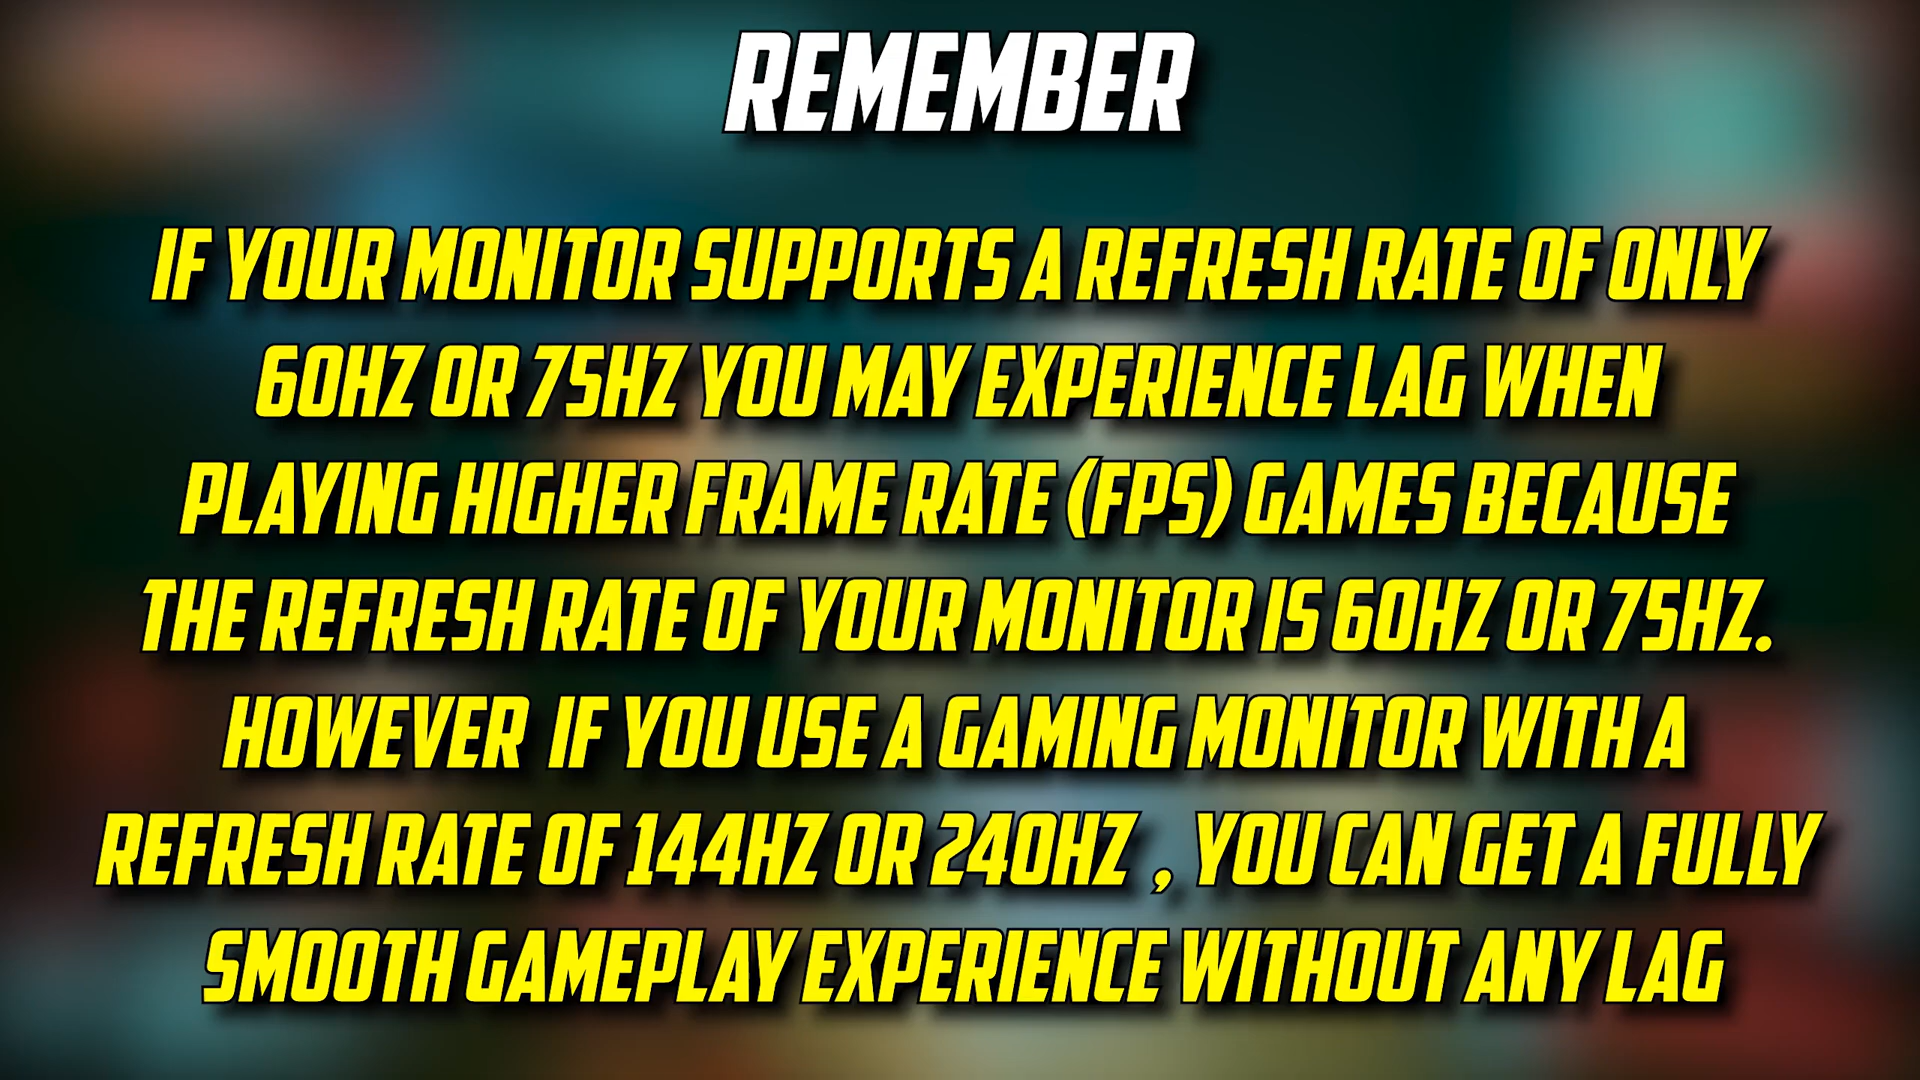 REMEMBER
IF YOUR MONITOR SUPPORTS A REFRESH RATE OF ONLY
60HZ OR 75HZ YOU MAY EXPERIENCE LAG WHEN
PLAYING HIGHER FRAME RATE (FPS) GAMES BECAUSE
THE REFRESH RATE OF YOUR MONITOR IS 60HZ OR 75HZ.
HOWEVER IF YOU USE A GAMING MONITOR WITH A
REFRESH RATE OF 144HZ OR 240HZ , YOU CAN GET A FULLY
SMOOTH GAMEPLAY EXPERIENCE WITHOUT ANY LAG